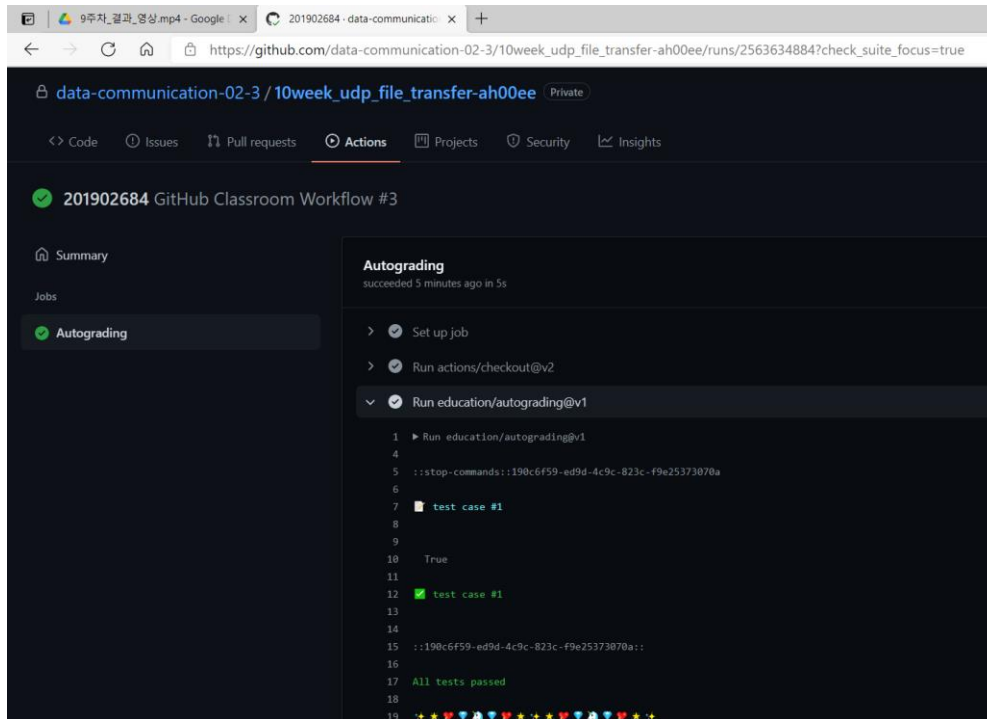 9주차_결과_영상.mp4 - Google D
201902684 · data-communicatio
https://github.com/data-communication-02-3/10week_udp_file_transfer-ah00ee/runs/2563634884?check_suite_focus=true
data-communication-02-3 / 10week_udp_file_transfer-ah00ee Private
<> Code Issues Pull requests Actions Projects Security Insights
201902684 GitHub Classroom Workflow #3
Summary
Jobs
Autograding
Autograding
succeeded 5 minutes ago in 5s
Set up job
Run actions/checkout@v2
Run education/autograding@v1
1 ▶ Run education/autograding@v1
4
5 ::stop-commands::190c6f59-ed9d-4c9c-823c-f9e25373070a
6
7 📝 test case #1
8
9
10 True
11
12 ✅ test case #1
13
14
15 ::190c6f59-ed9d-4c9c-823c-f9e25373070a::
16
17 All tests passed
18
19